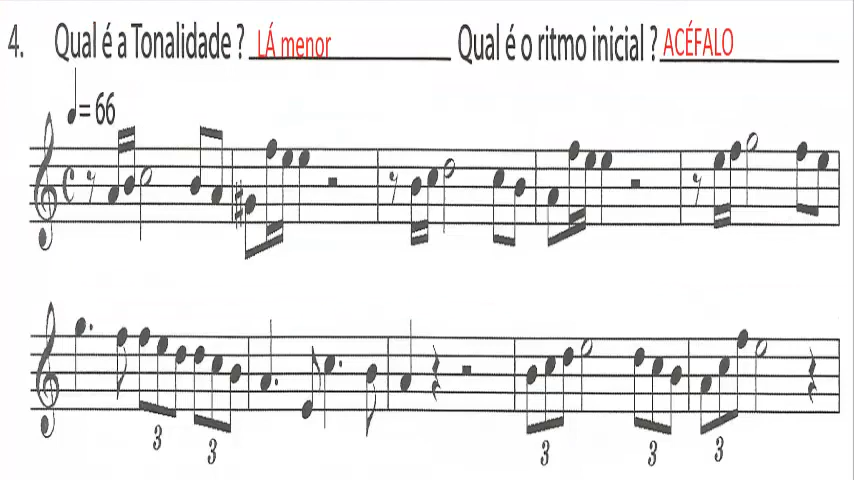 4. Qual é a Tonalidade ? LÁ menor Qual é o ritmo inicial ? ACÉFALO
= 66
3 3 3 3 3